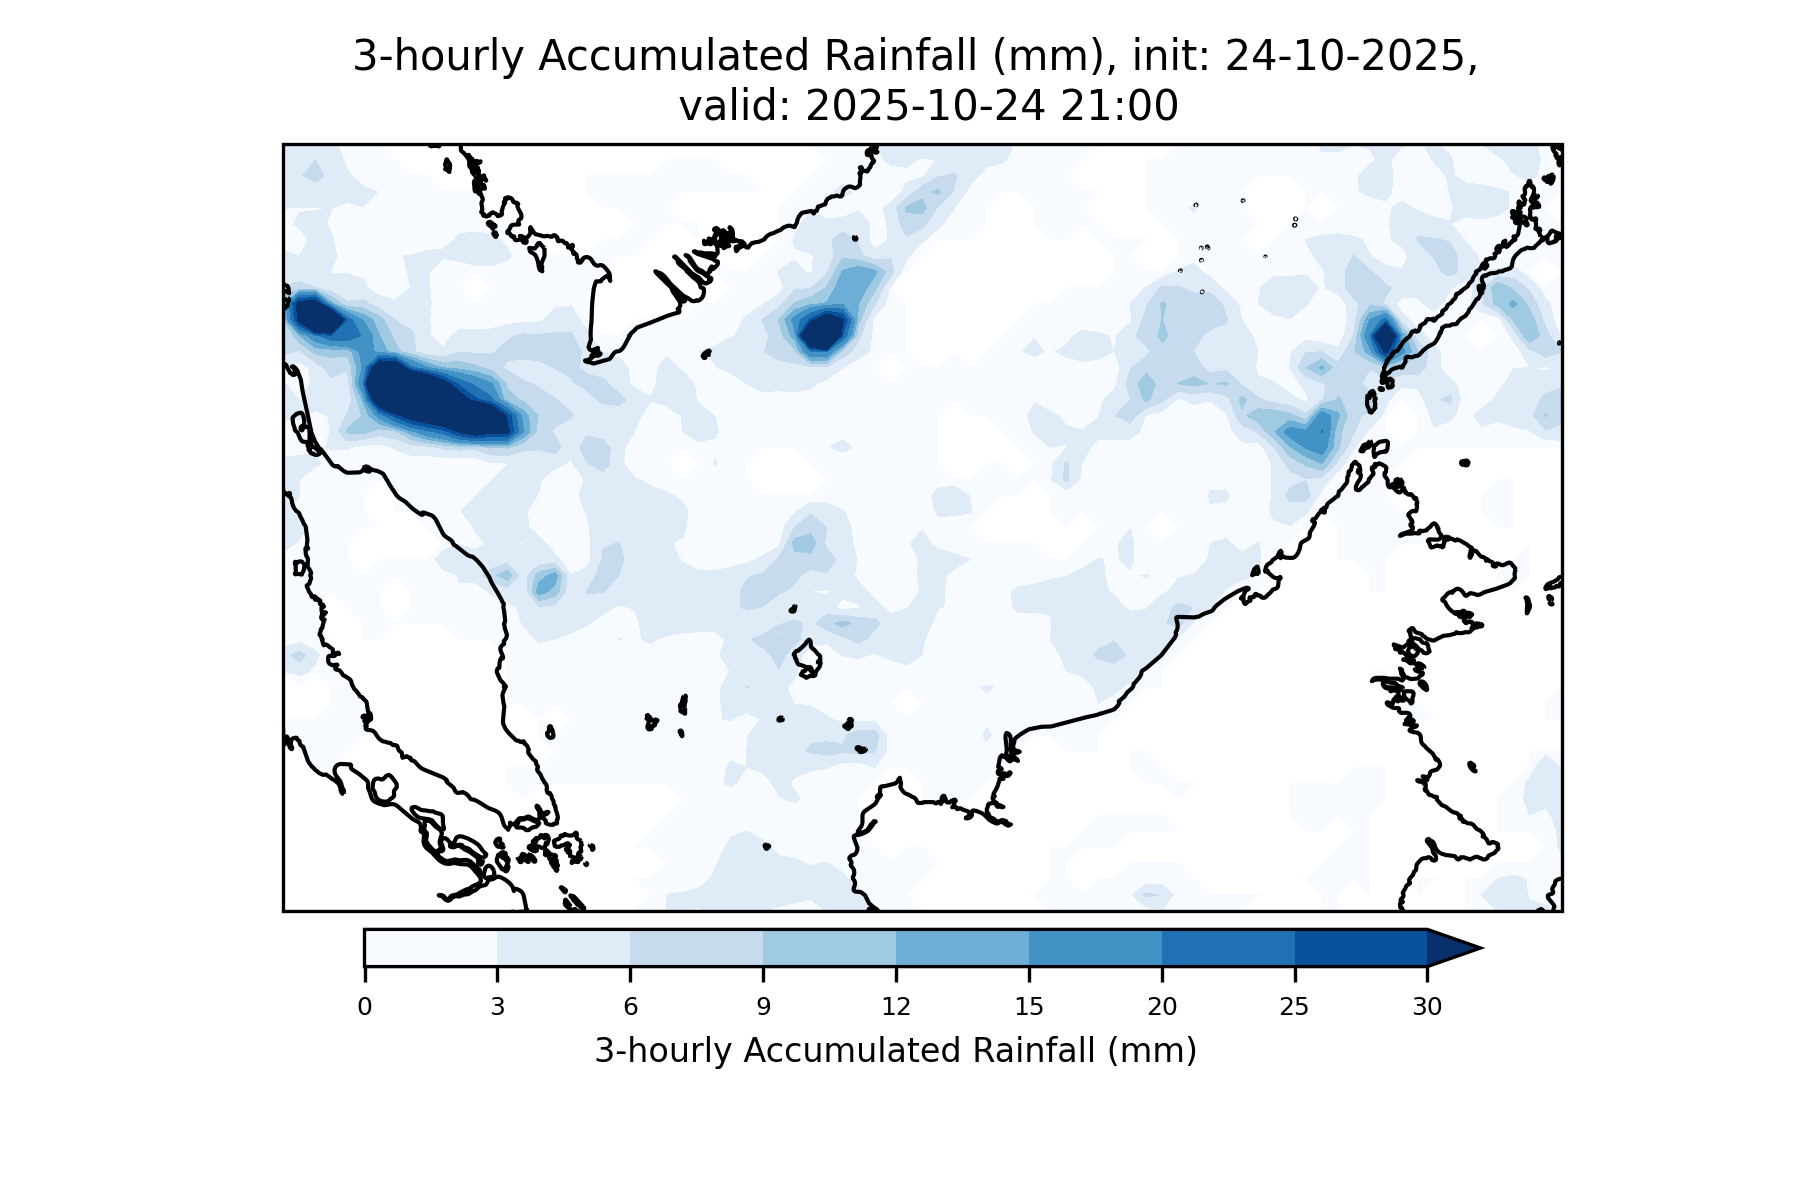 3-hourly Accumulated Rainfall (mm), init: 24-10-2025,
valid: 2025-10-24 21:00
0 3 6 9 12 15 20 25 30
3-hourly Accumulated Rainfall (mm)